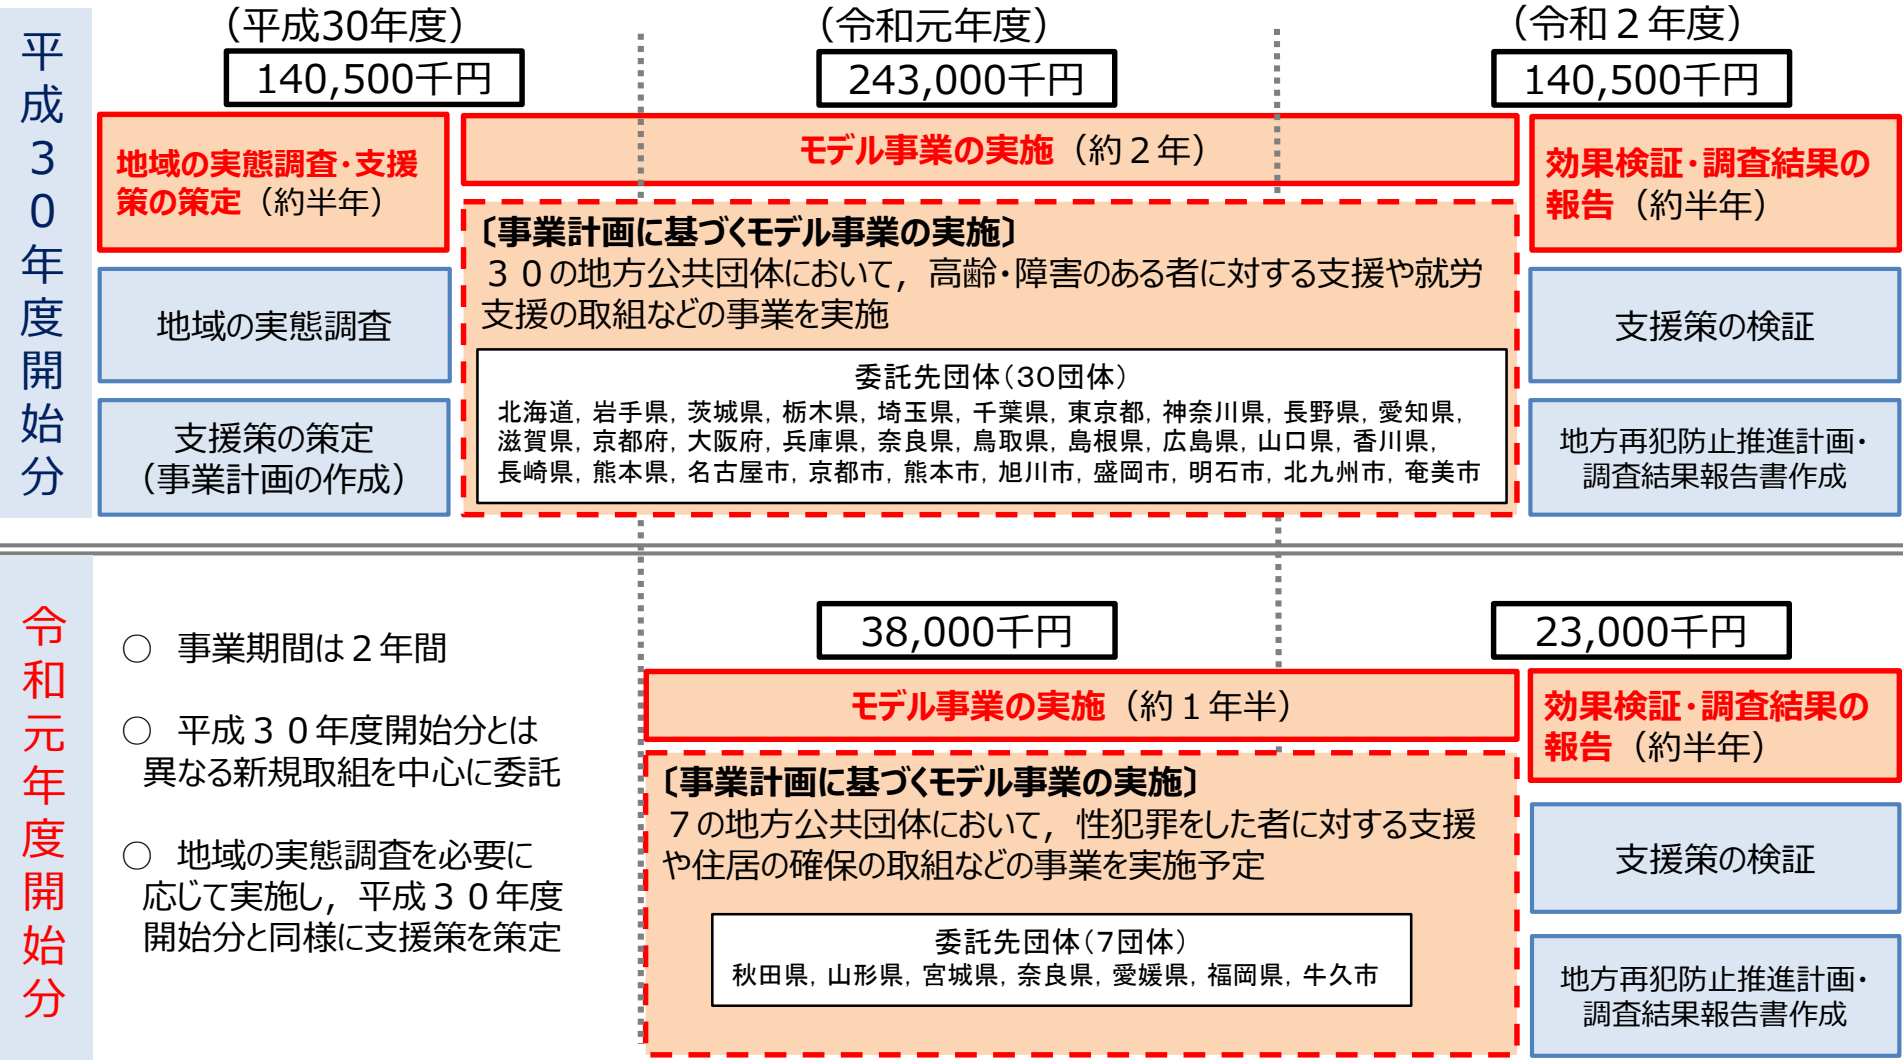 平成３０年度開始分
（平成30年度）
（令和元年度）
（令和２年度）
140,500千円
243,000千円
140,500千円
地域の実態調査・支援
策の策定（約半年）
モデル事業の実施（約２年）
効果検証・調査結果の
報告（約半年）
地域の実態調査
支援策の策定
（事業計画の作成）
〔事業計画に基づくモデル事業の実施〕
３０の地方公共団体において，高齢・障害のある者に対する支援や就労
支援の取組などの事業を実施
委託先団体（３０団体）
北海道，岩手県，茨城県，栃木県，埼玉県，千葉県，東京都，神奈川県，長野県，愛知県，
滋賀県，京都府，大阪府，兵庫県，奈良県，鳥取県，島根県，広島県，山口県，香川県，
長崎県，熊本県，名古屋市，京都市，熊本市，旭川市，盛岡市，明石市，北九州市，奄美市
支援策の検証
地方再犯防止推進計画・
調査結果報告書作成
令和元年度開始分
○　事業期間は２年間
○　平成３０年度開始分とは
異なる新規取組を中心に委託
○　地域の実態調査を必要に
応じて実施し，平成３０年度
開始分と同様に支援策を策定
38,000千円
23,000千円
モデル事業の実施（約１年半）
効果検証・調査結果の
報告（約半年）
〔事業計画に基づくモデル事業の実施〕
７の地方公共団体において，性犯罪をした者に対する支援
や住居の確保の取組などの事業を実施予定
委託先団体（７団体）
秋田県，山形県，宮城県，奈良県，愛媛県，福岡県，牛久市
支援策の検証
地方再犯防止推進計画・
調査結果報告書作成